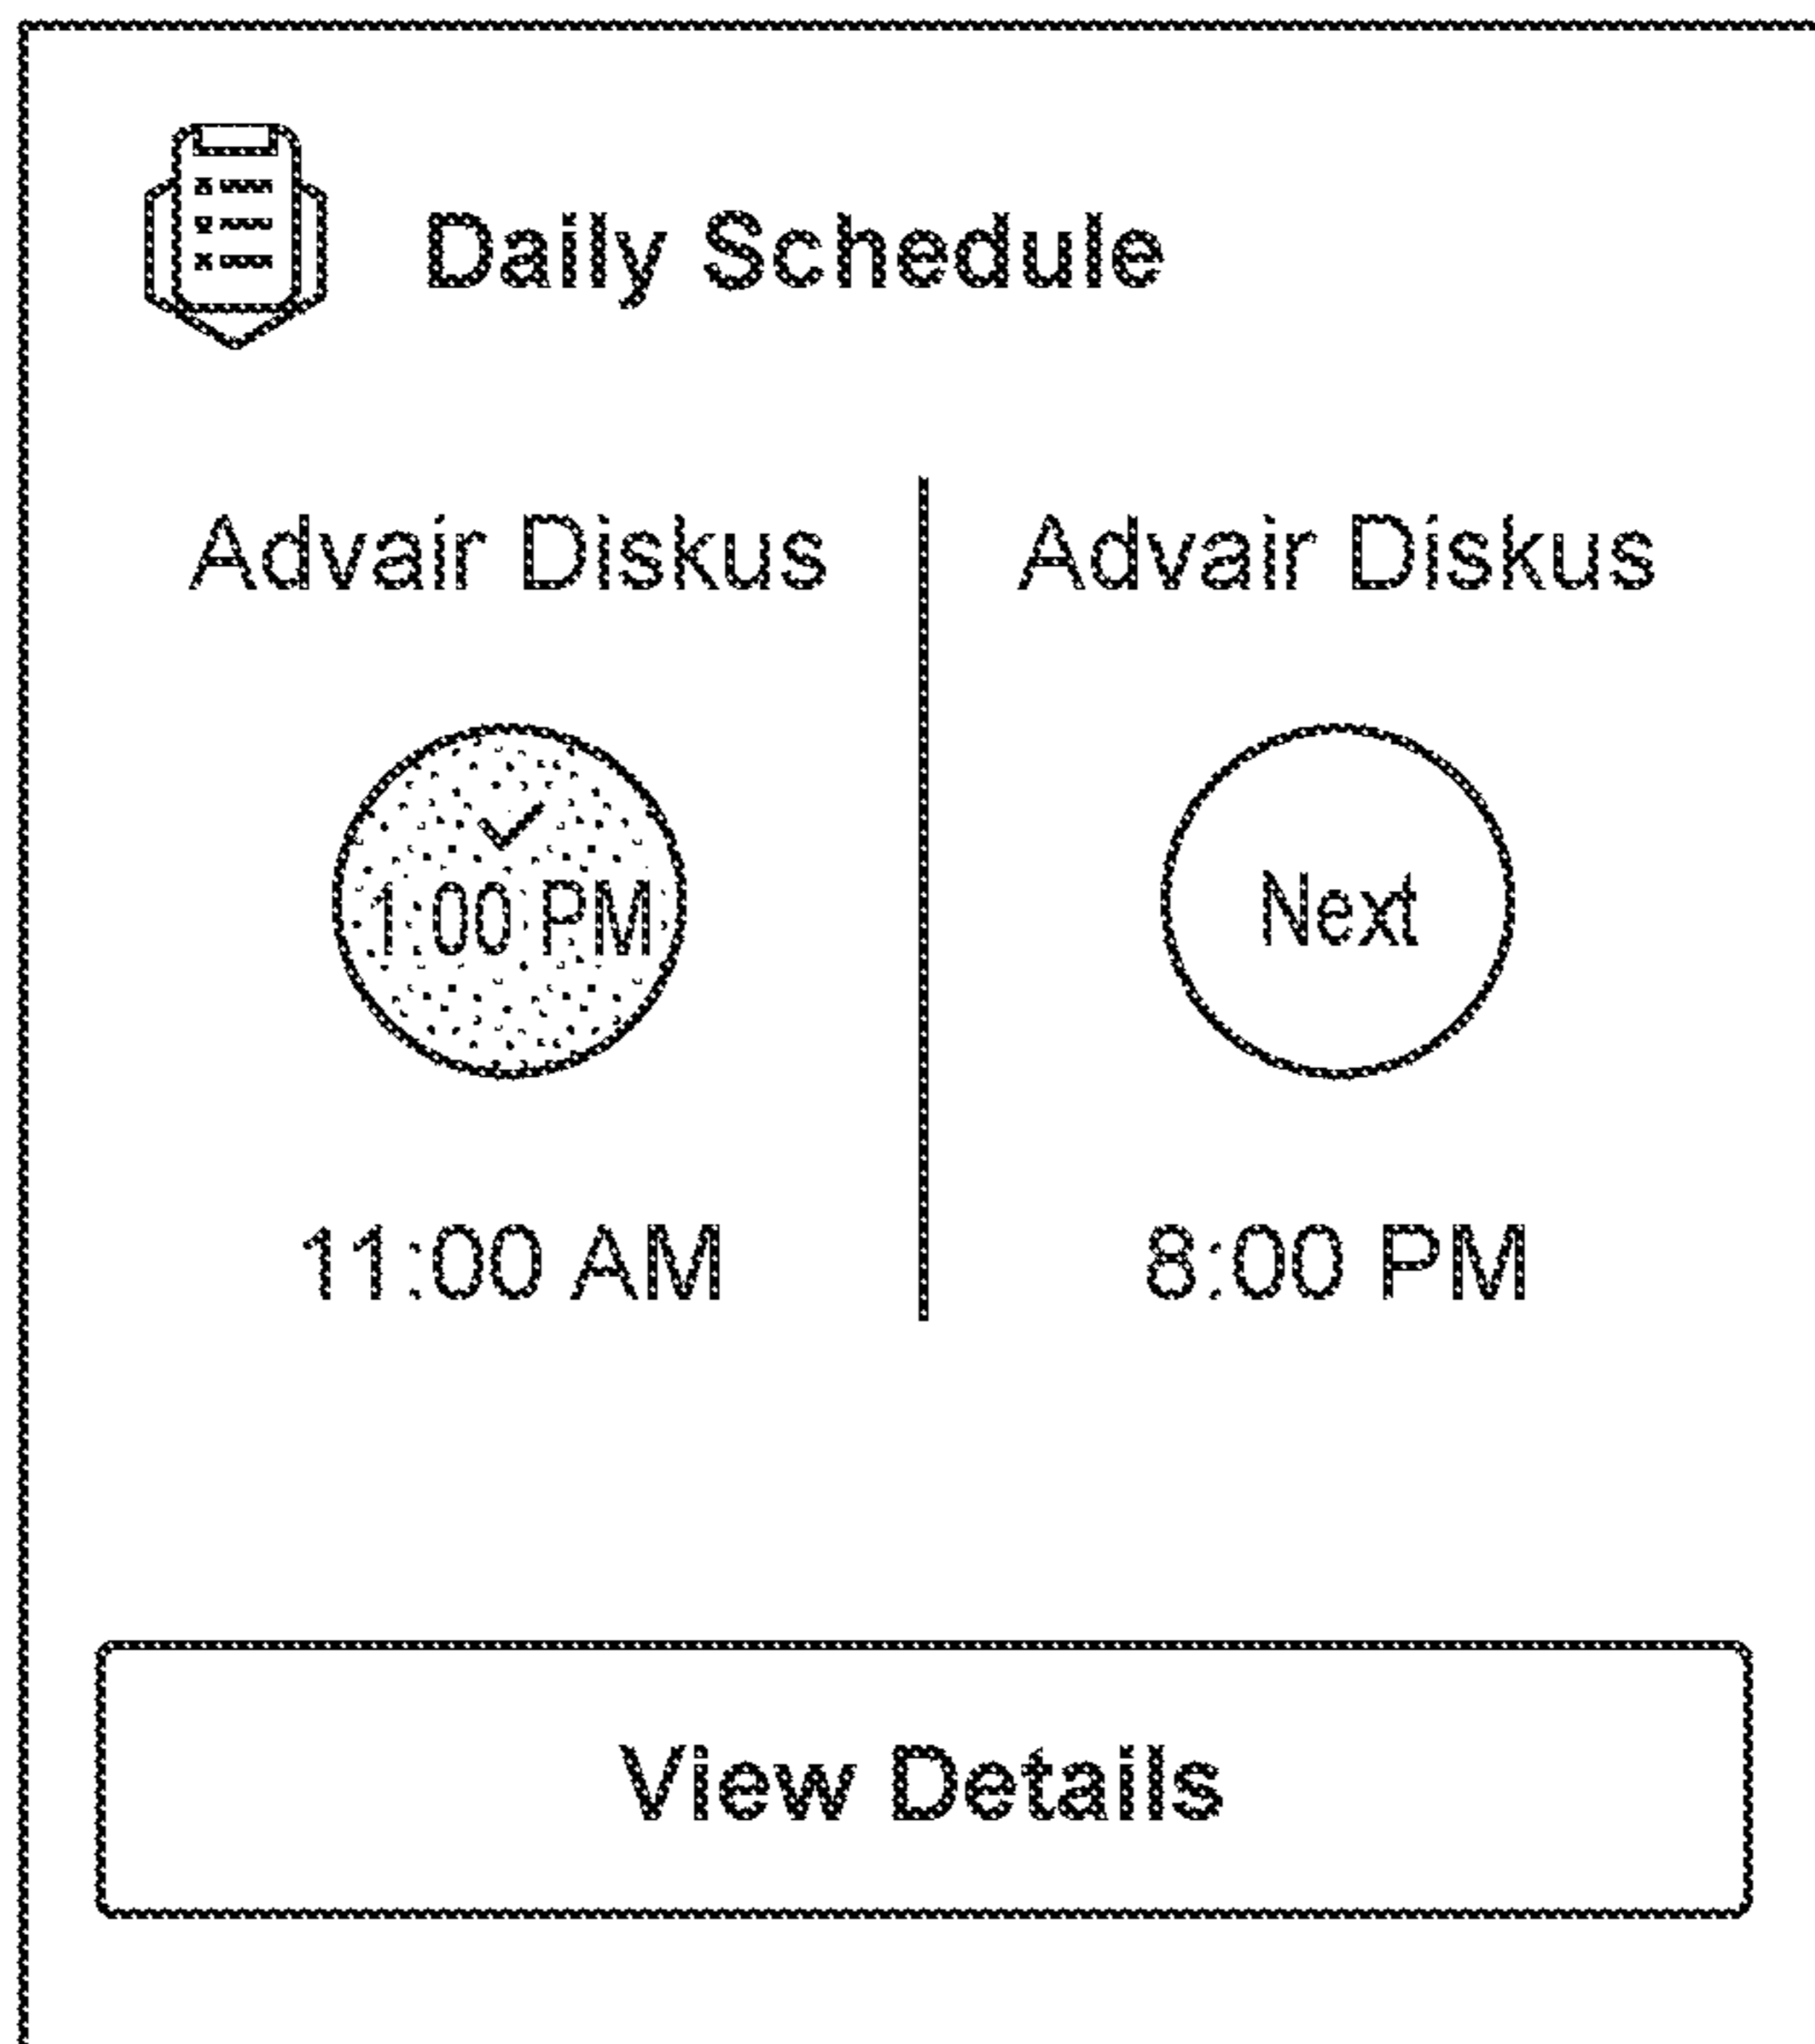 Daily Schedule
Advair Diskus
Advair Diskus
1:00 PM
Next
11:00 AM
8:00 PM
View Details